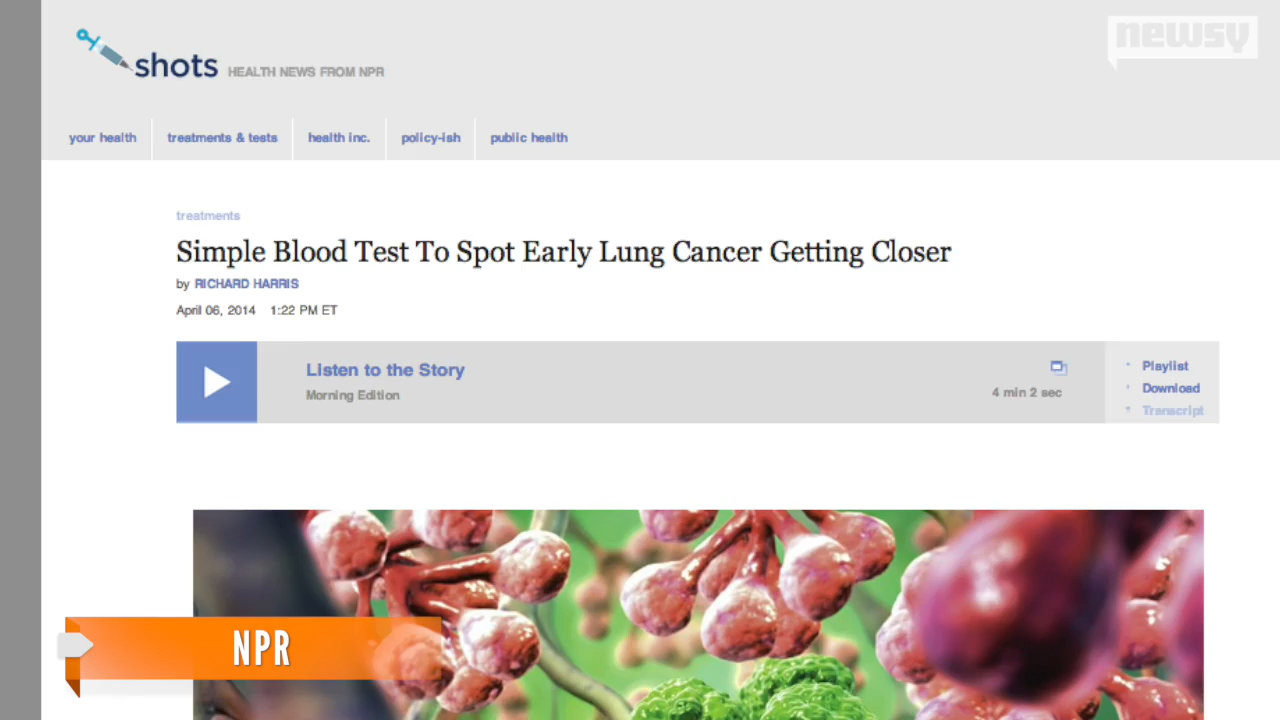 newsy
shots HEALTH NEWS FROM NPR
your health treatments & tests health inc. policy-ish public health
treatments
Simple Blood Test To Spot Early Lung Cancer Getting Closer
by RICHARD HARRIS
April 06, 2014 1:22 PM ET
Listen to the Story
Morning Edition
4 min 2 sec
Playlist
Download
Transcript
NPR